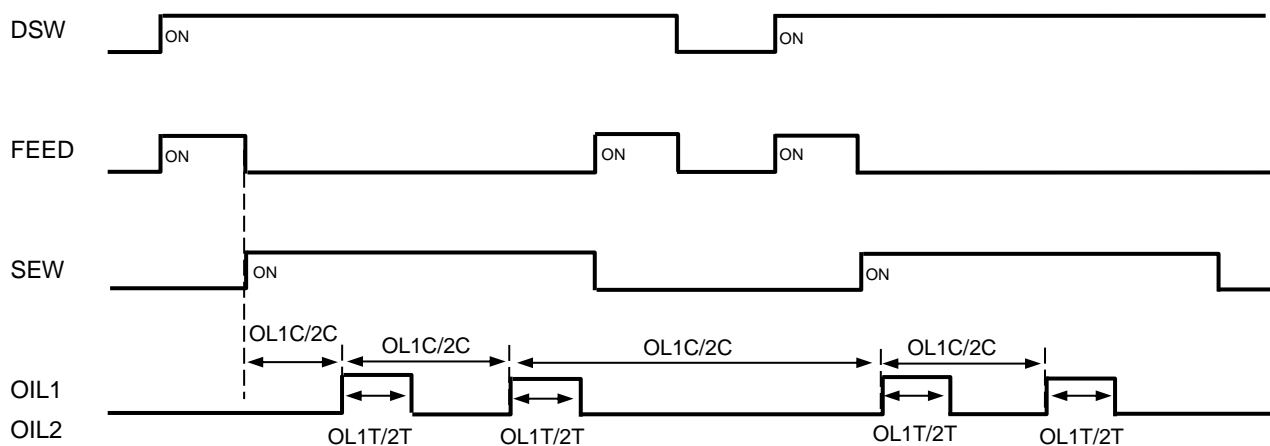 DSW
ON
ON
FEED
ON
ON
ON
SEW
ON
ON
OL1C/2C
OL1C/2C
OL1C/2C
OL1C/2C
OIL1
OIL2
OL1T/2T
OL1T/2T
OL1T/2T
OL1T/2T